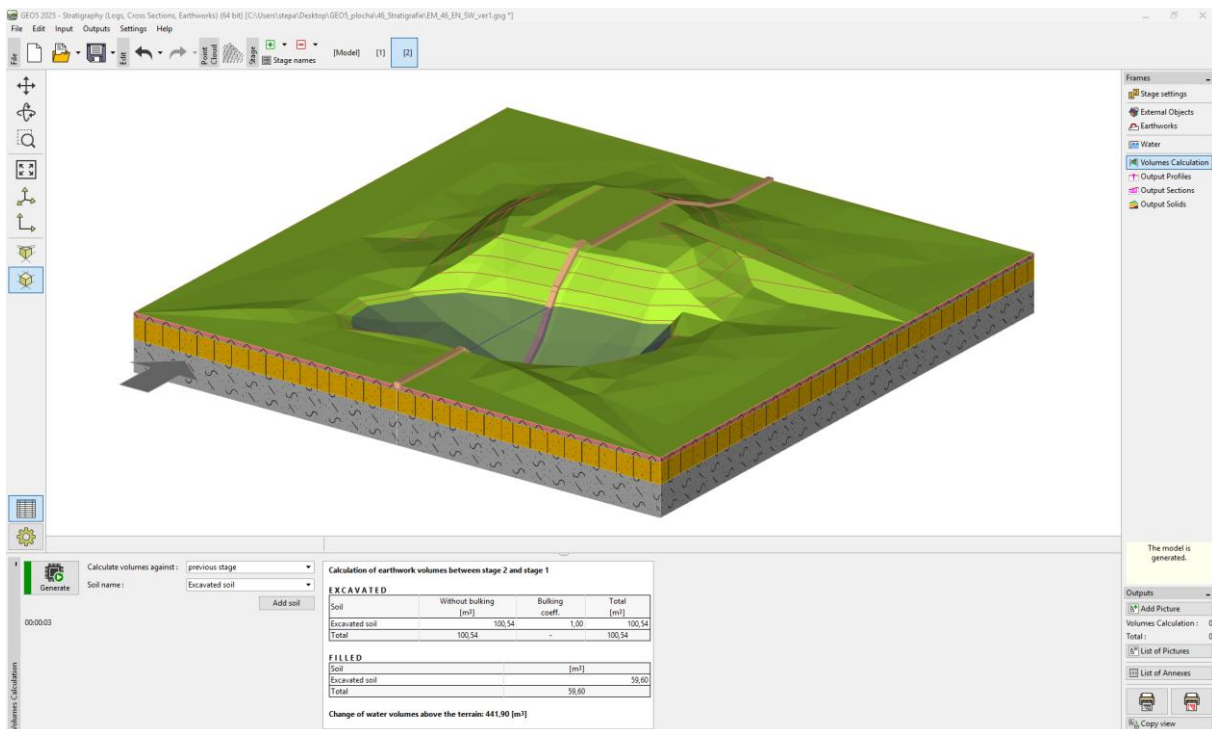 GEO5 2025 - Stratigraphy (Logs, Cross Sections, Earthworks) (64 bit) [C:\Users\stepa\Desktop\GEO5_plocha\46_Stratigrafie\EM_46_EN_SW_ver1.gsg *]
File Edit Input Outputs Settings Help
File
Edit
Point Cloud
Stage
Stage names
[Model] [1] [2]
Frames
Stage settings
External Objects
Earthworks
Water
Volumes Calculation
Output Profiles
Output Sections
Output Solids
The model is generated.
Outputs
Add Picture
Volumes Calculation : 0
Total : 0
List of Pictures
List of Annexes
Copy view
Volumes Calculation
Generate
00:00:03
Calculate volumes against : previous stage
Soil name : Excavated soil
Add soil
Calculation of earthwork volumes between stage 2 and stage 1
EXCAVATED
Soil Without bulking [m³] Bulking coeff. Total [m³]
Excavated soil 100,54 1,00 100,54
Total 100,54 - 100,54
FILLED
Soil [m³]
Excavated soil 59,60
Total 59,60
Change of water volumes above the terrain: 441,90 [m³]